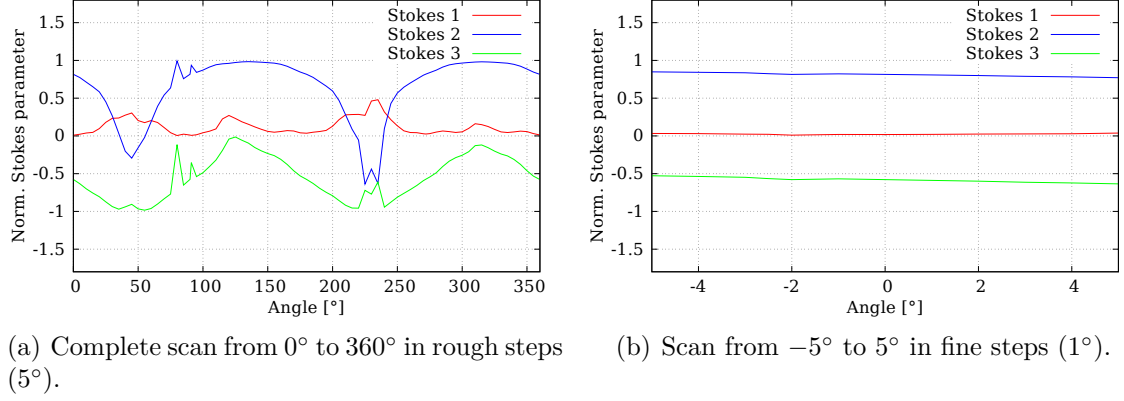 1.5
1
0.5
0
-0.5
-1
-1.5
Norm. Stokes parameter
Stokes 1
Stokes 2
Stokes 3
0 50 100 150 200 250 300 350
Angle [°]
(a) Complete scan from 0° to 360° in rough steps
(5°).
1.5
1
0.5
0
-0.5
-1
-1.5
Norm. Stokes parameter
Stokes 1
Stokes 2
Stokes 3
-4 -2 0 2 4
Angle [°]
(b) Scan from −5° to 5° in fine steps (1°).